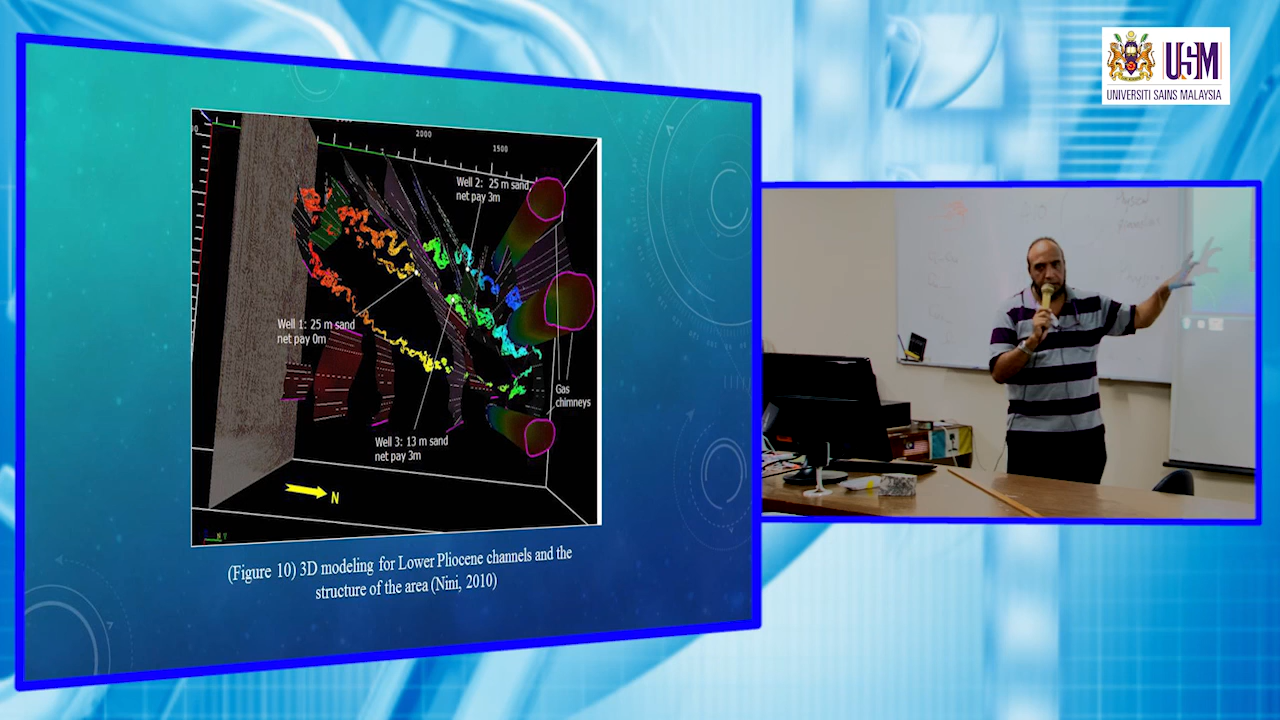 USM
UNIVERSITI SAINS MALAYSIA
2000
1500
Well 2: 25 m sand
net pay 3m
Well 1: 25 m sand
net pay 0m
Gas
chimneys
Well 3: 13 m sand
net pay 3m
N
(Figure 10) 3D modeling for Lower Pliocene channels and the
structure of the area (Nini, 2010)